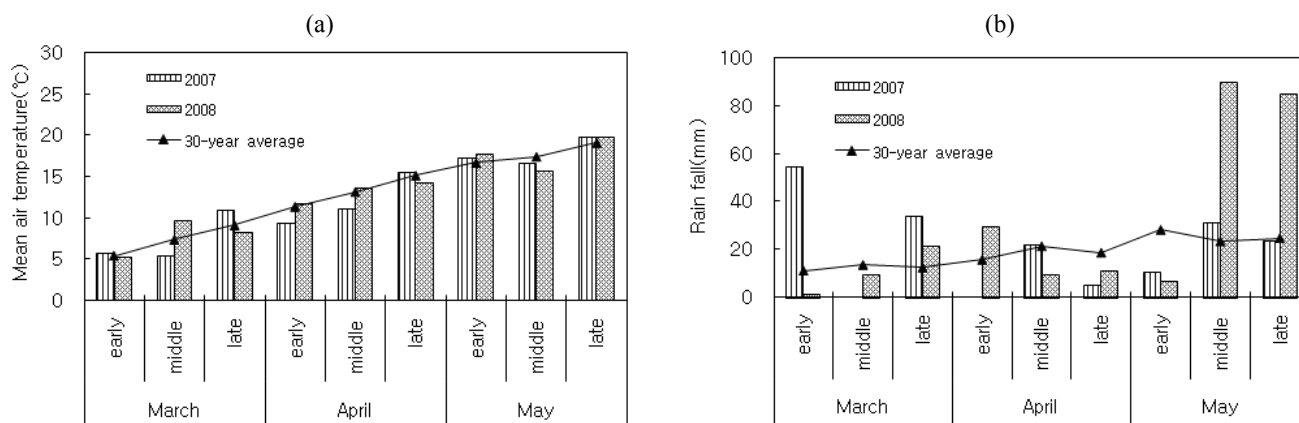 (a)
Mean air temperature(℃)
30
25
20
15
10
5
0
2007
2008
30-year average
early
middle
late
early
middle
late
early
middle
late
March
April
May
(b)
Rain fall(mm)
100
80
60
40
20
0
2007
2008
30-year average
early
middle
late
early
middle
late
early
middle
late
March
April
May